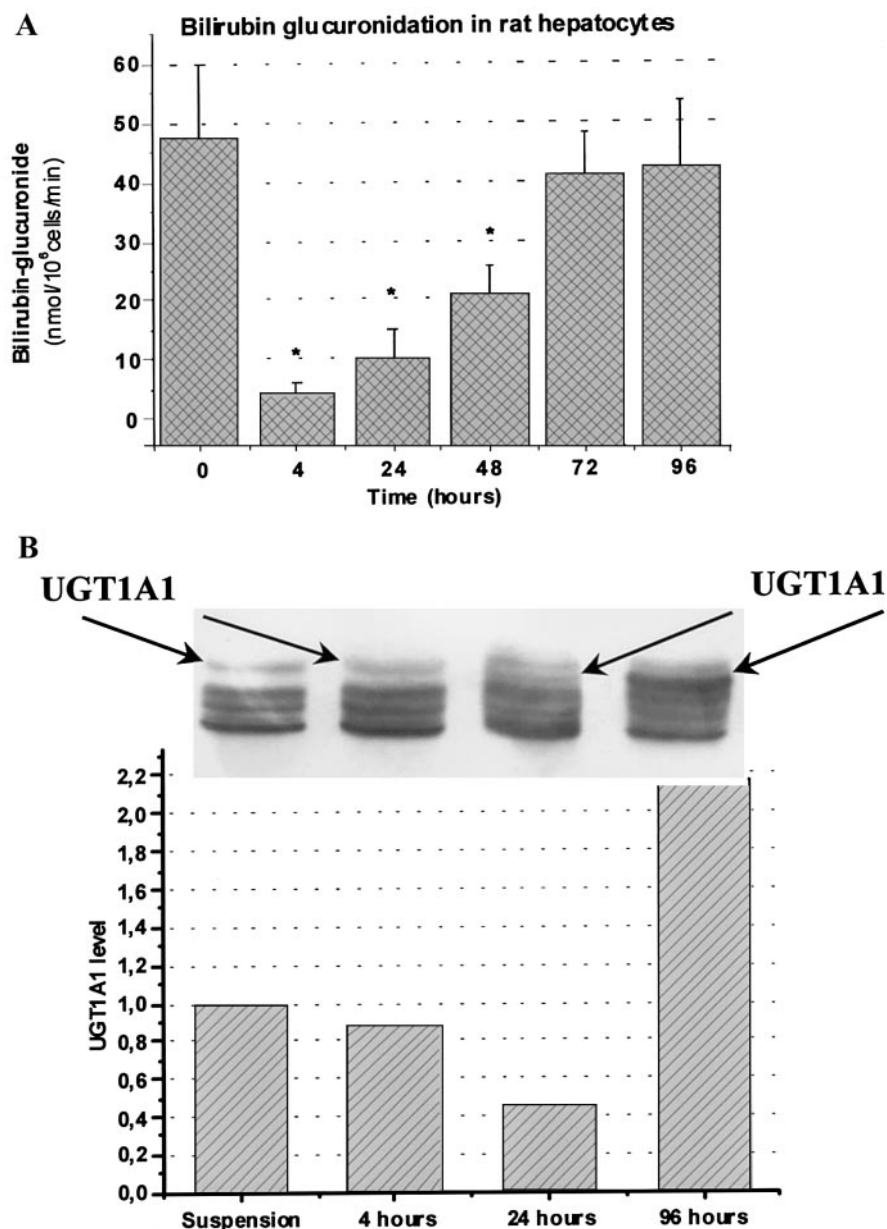 A
Bilirubin glucuronidation in rat hepatocytes
Bilirubin-glucuronide
(nmol/10⁶cells/min)
60
50
40
30
20
10
0
*
*
*
0 4 24 48 72 96
Time (hours)
B
UGT1A1 UGT1A1
UGT1A1 level
2,2
2,0
1,8
1,6
1,4
1,2
1,0
0,8
0,6
0,4
0,2
0,0
Suspension 4 hours 24 hours 96 hours